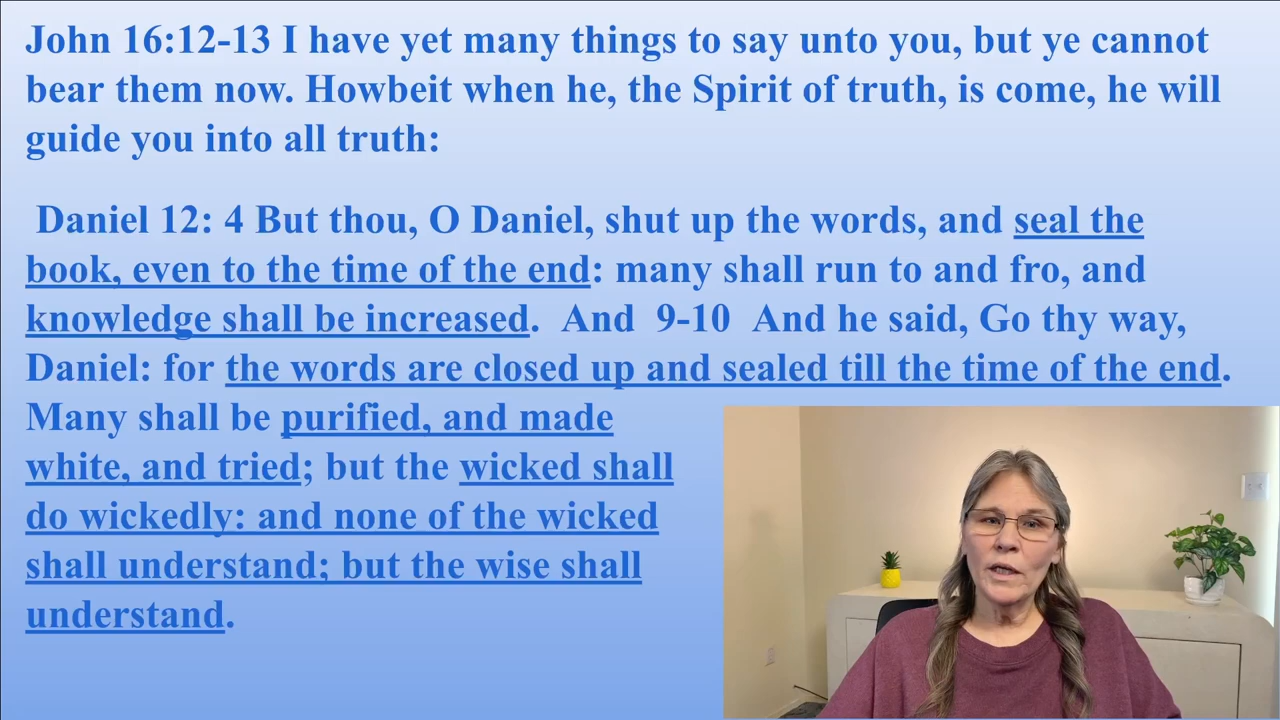 John 16:12-13 I have yet many things to say unto you, but ye cannot
bear them now. Howbeit when he, the Spirit of truth, is come, he will
guide you into all truth:
Daniel 12: 4 But thou, O Daniel, shut up the words, and seal the
book, even to the time of the end: many shall run to and fro, and
knowledge shall be increased. And 9-10 And he said, Go thy way,
Daniel: for the words are closed up and sealed till the time of the end.
Many shall be purified, and made
white, and tried; but the wicked shall
do wickedly: and none of the wicked
shall understand; but the wise shall
understand.